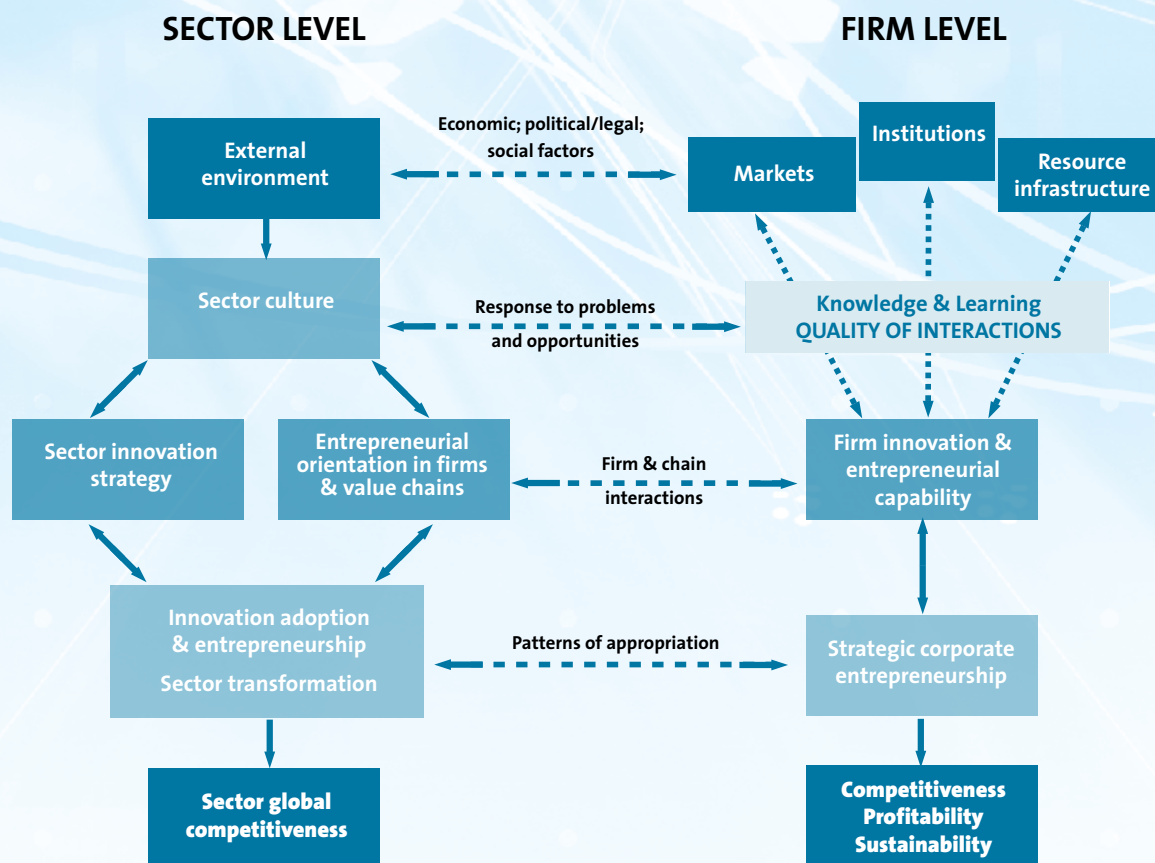 SECTOR LEVEL
FIRM LEVEL
External
environment
Economic; political/legal;
social factors
Markets
Institutions
Resource
infrastructure
Sector culture
Response to problems
and opportunities
Knowledge & Learning
QUALITY OF INTERACTIONS
Sector innovation
strategy
Entrepreneurial
orientation in firms
& value chains
Firm & chain
interactions
Firm innovation &
entrepreneurial
capability
Innovation adoption
& entrepreneurship
Sector transformation
Patterns of appropriation
Strategic corporate
entrepreneurship
Sector global
competitiveness
Competitiveness
Profitability
Sustainability